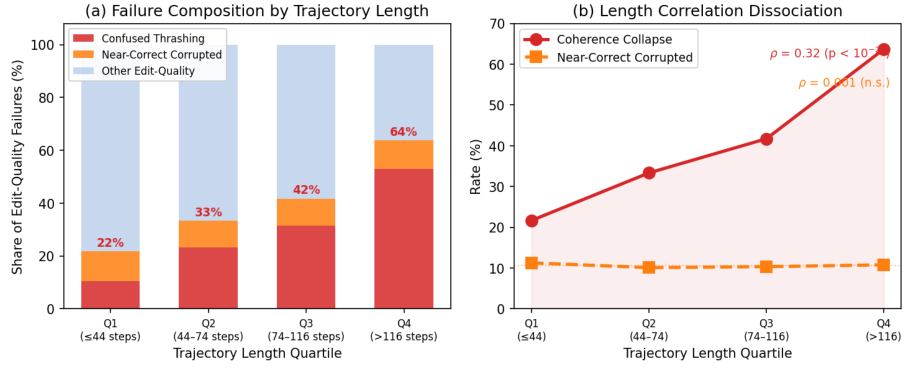 (a) Failure Composition by Trajectory Length
Confused Thrashing
Near-Correct Corrupted
Other Edit-Quality
Share of Edit-Quality Failures (%)
100
80
60
40
20
0
22%
33%
42%
64%
Q1
(≤44 steps)
Q2
(44–74 steps)
Q3
(74–116 steps)
Q4
(>116 steps)
Trajectory Length Quartile
(b) Length Correlation Dissociation
Coherence Collapse
Near-Correct Corrupted
ρ = 0.32 (p < 10
ρ = 0.001 (n.s.)
Rate (%)
70
60
50
40
30
20
10
0
Q1
(≤44)
Q2
(44–74)
Q3
(74–116)
Q4
(>116)
Trajectory Length Quartile